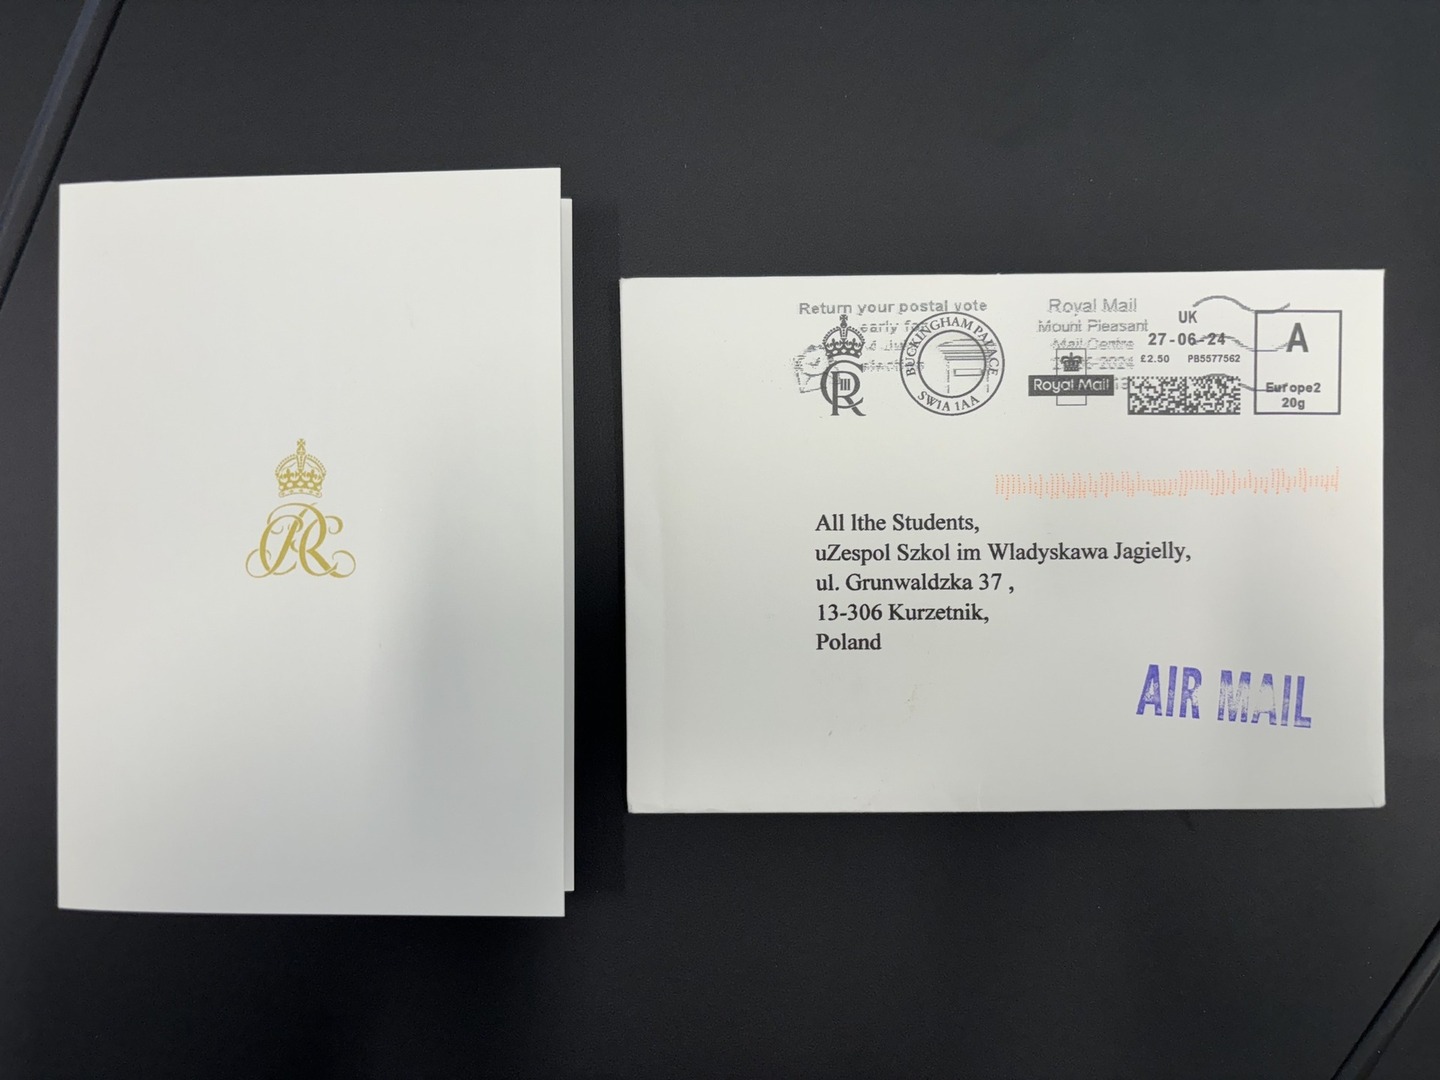 Return your postal vote
early for
BUCKINGHAM PALACE
SW1A 1AA
III
Royal Mail
Mount Pleasant
Mail Centre
Royal Mail
UK
27-06-24
£2.50 PB5577562
A
Europe2
20g
All lthe Students,
uZespol Szkol im Wladyskawa Jagielly,
ul. Grunwaldzka 37 ,
13-306 Kurzetnik,
Poland
AIR MAIL